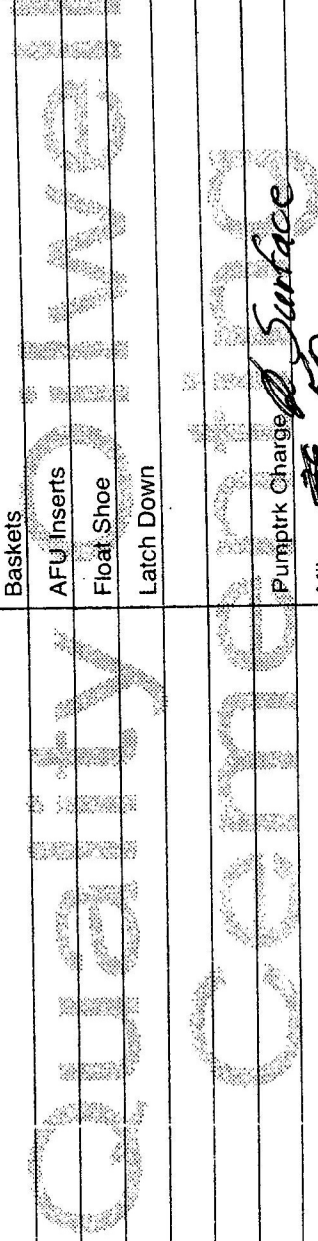 Baskets
AFU Inserts
Float Shoe
Latch Down
Quality Oilwell
Cementing
Pumptrk Charge Surface